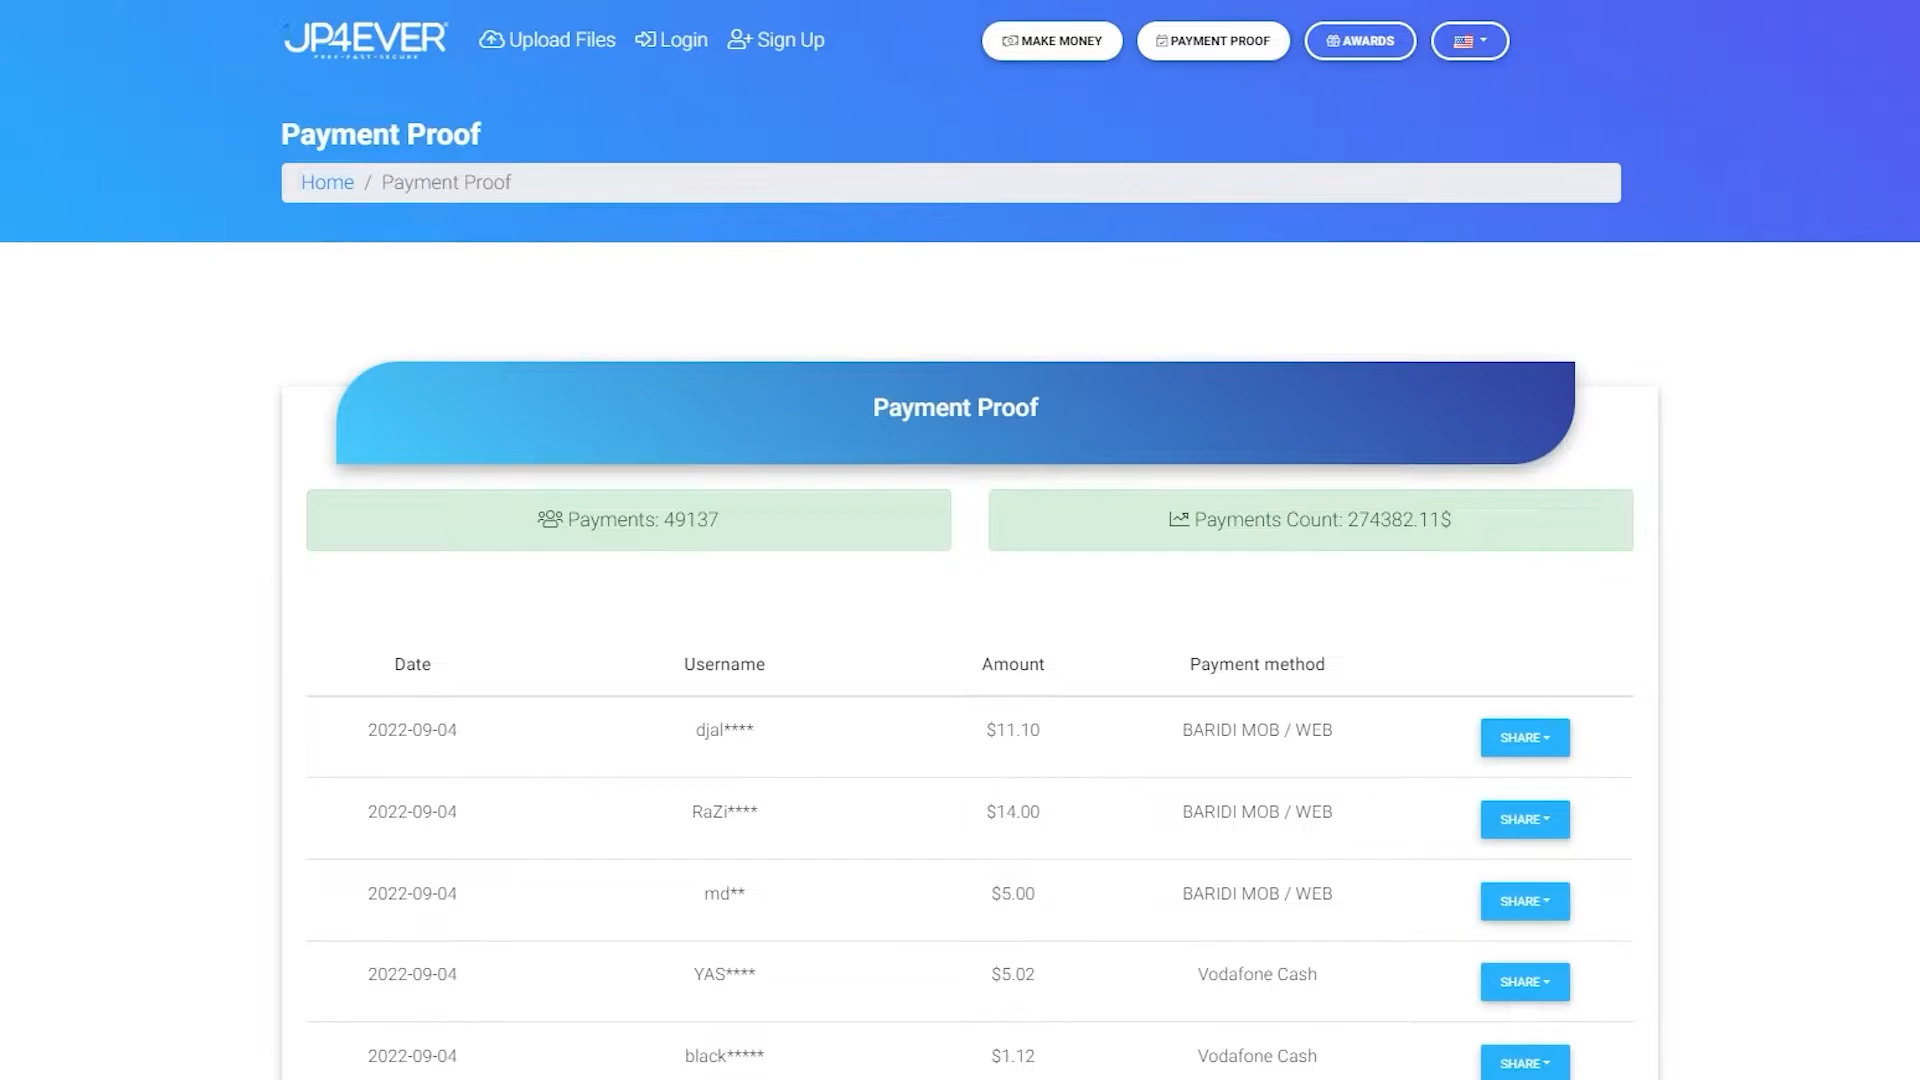 JP4EVER Upload Files Login Sign Up MAKE MONEY PAYMENT PROOF AWARDS
FREE-FAST-SECURE
Payment Proof
Home / Payment Proof
Payment Proof
Payments: 49137 Payments Count: 274382.11$
Date Username Amount Payment method
2022-09-04 djal**** $11.10 BARIDI MOB / WEB SHARE
2022-09-04 RaZi**** $14.00 BARIDI MOB / WEB SHARE
2022-09-04 md** $5.00 BARIDI MOB / WEB SHARE
2022-09-04 YAS**** $5.02 Vodafone Cash SHARE
2022-09-04 black***** $1.12 Vodafone Cash SHARE